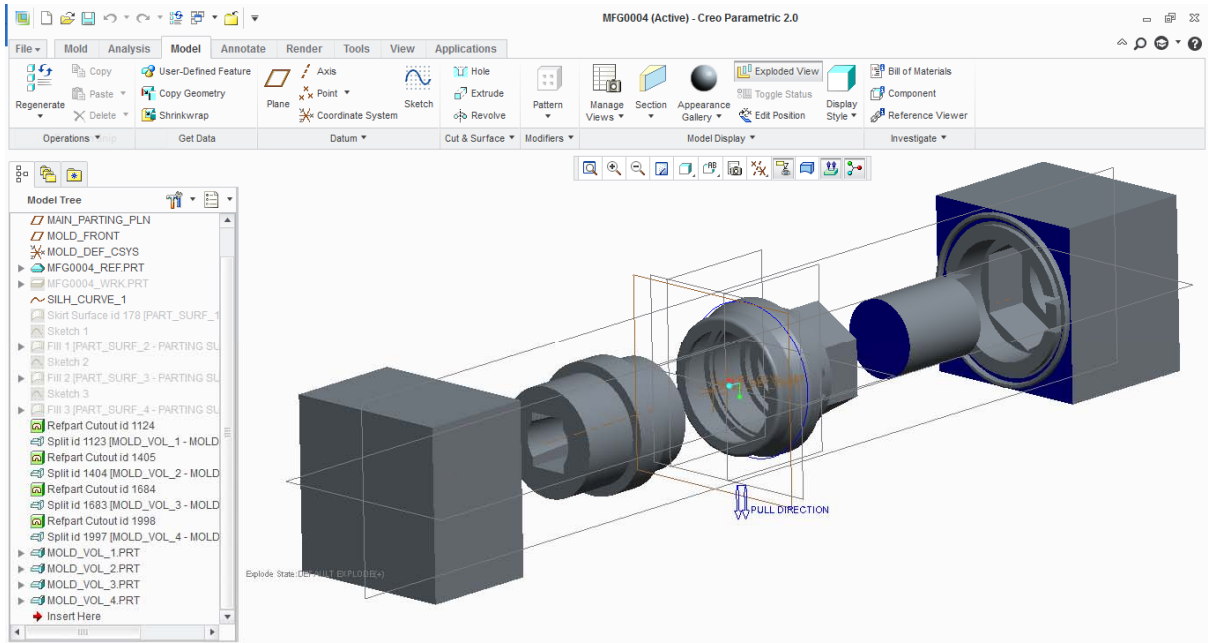 MFG0004 (Active) - Creo Parametric 2.0
File Mold Analysis Model Annotate Render Tools View Applications
Regenerate
Copy
Paste
Delete
User-Defined Feature
Copy Geometry
Shrinkwrap
Plane
Axis
Point
Coordinate System
Sketch
Hole
Extrude
Revolve
Pattern
Manage
Views
Section
Appearance
Gallery
Exploded View
Toggle Status
Edit Position
Display
Style
Bill of Materials
Component
Reference Viewer
Operations Get Data Datum Cut & Surface Modifiers Model Display Investigate
Model Tree
MAIN_PARTING_PLN
MOLD_FRONT
MOLD_DEF_CSYS
MFG0004_REF.PRT
MFG0004_WRK.PRT
SILH_CURVE_1
Skirt Surface id 178 [PART_SURF_1
Sketch 1
Fill 1 [PART_SURF_2 - PARTING SU
Sketch 2
Fill 2 [PART_SURF_3 - PARTING SU
Sketch 3
Fill 3 [PART_SURF_4 - PARTING SU
Refpart Cutout id 1124
Split id 1123 [MOLD_VOL_1 - MOLD
Refpart Cutout id 1405
Split id 1404 [MOLD_VOL_2 - MOLD
Refpart Cutout id 1684
Split id 1683 [MOLD_VOL_3 - MOLD
Refpart Cutout id 1998
Split id 1997 [MOLD_VOL_4 - MOLD
MOLD_VOL_1.PRT
MOLD_VOL_2.PRT
MOLD_VOL_3.PRT
MOLD_VOL_4.PRT
Insert Here
PULL DIRECTION
Explode State:DEFAULT EXPLODE(+)